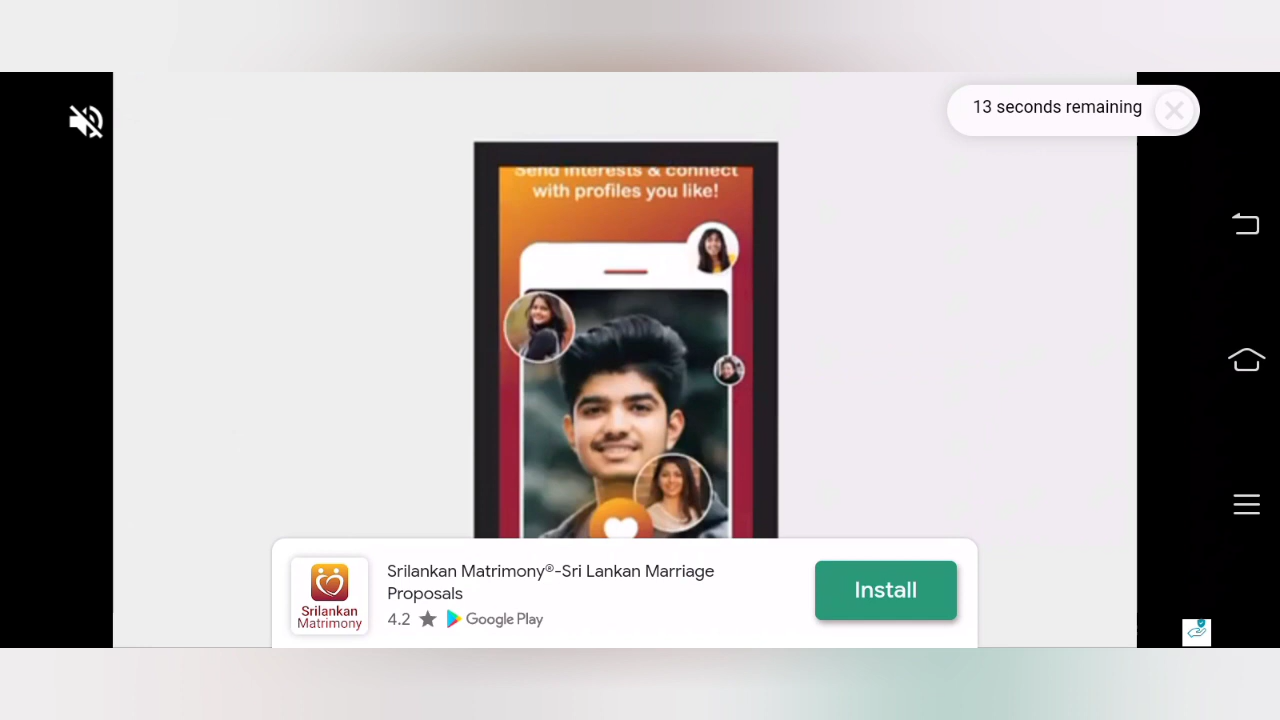 13 seconds remaining
Send interests & connect
with profiles you like!
Srilankan Matrimony®-Sri Lankan Marriage
Proposals
4.2
Google Play
Install
Srilankan
Matrimony